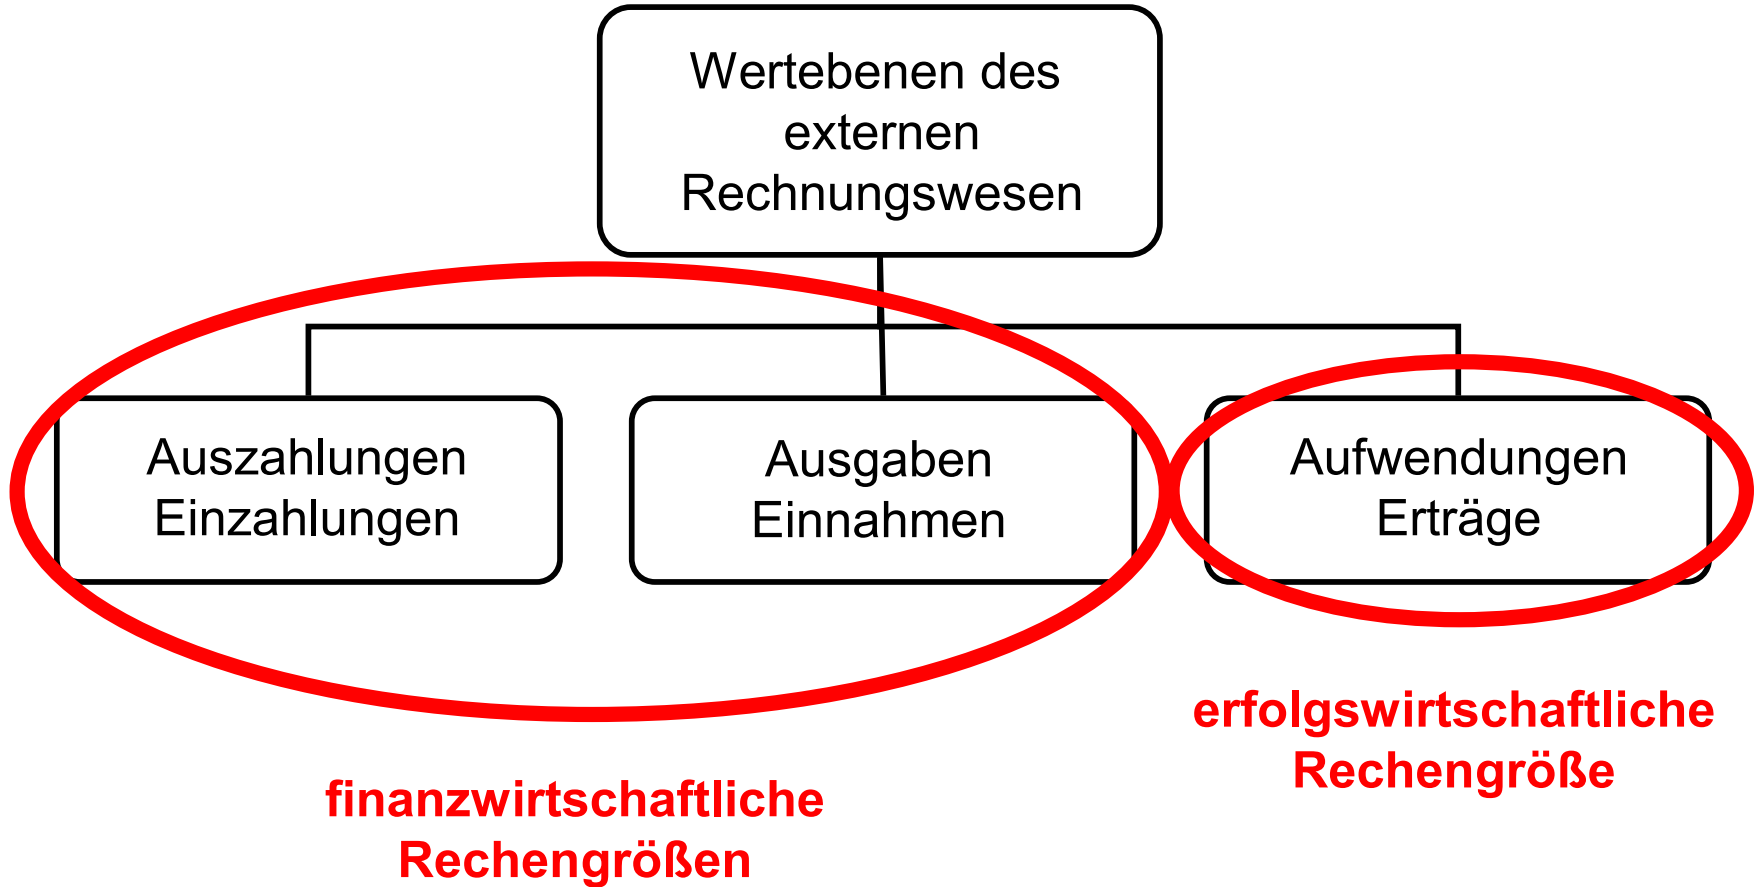 Wertebenen des
externen
Rechnungswesen
Auszahlungen
Einzahlungen
Ausgaben
Einnahmen
Aufwendungen
Erträge
finanzwirtschaftliche
Rechengrößen
erfolgswirtschaftliche
Rechengröße